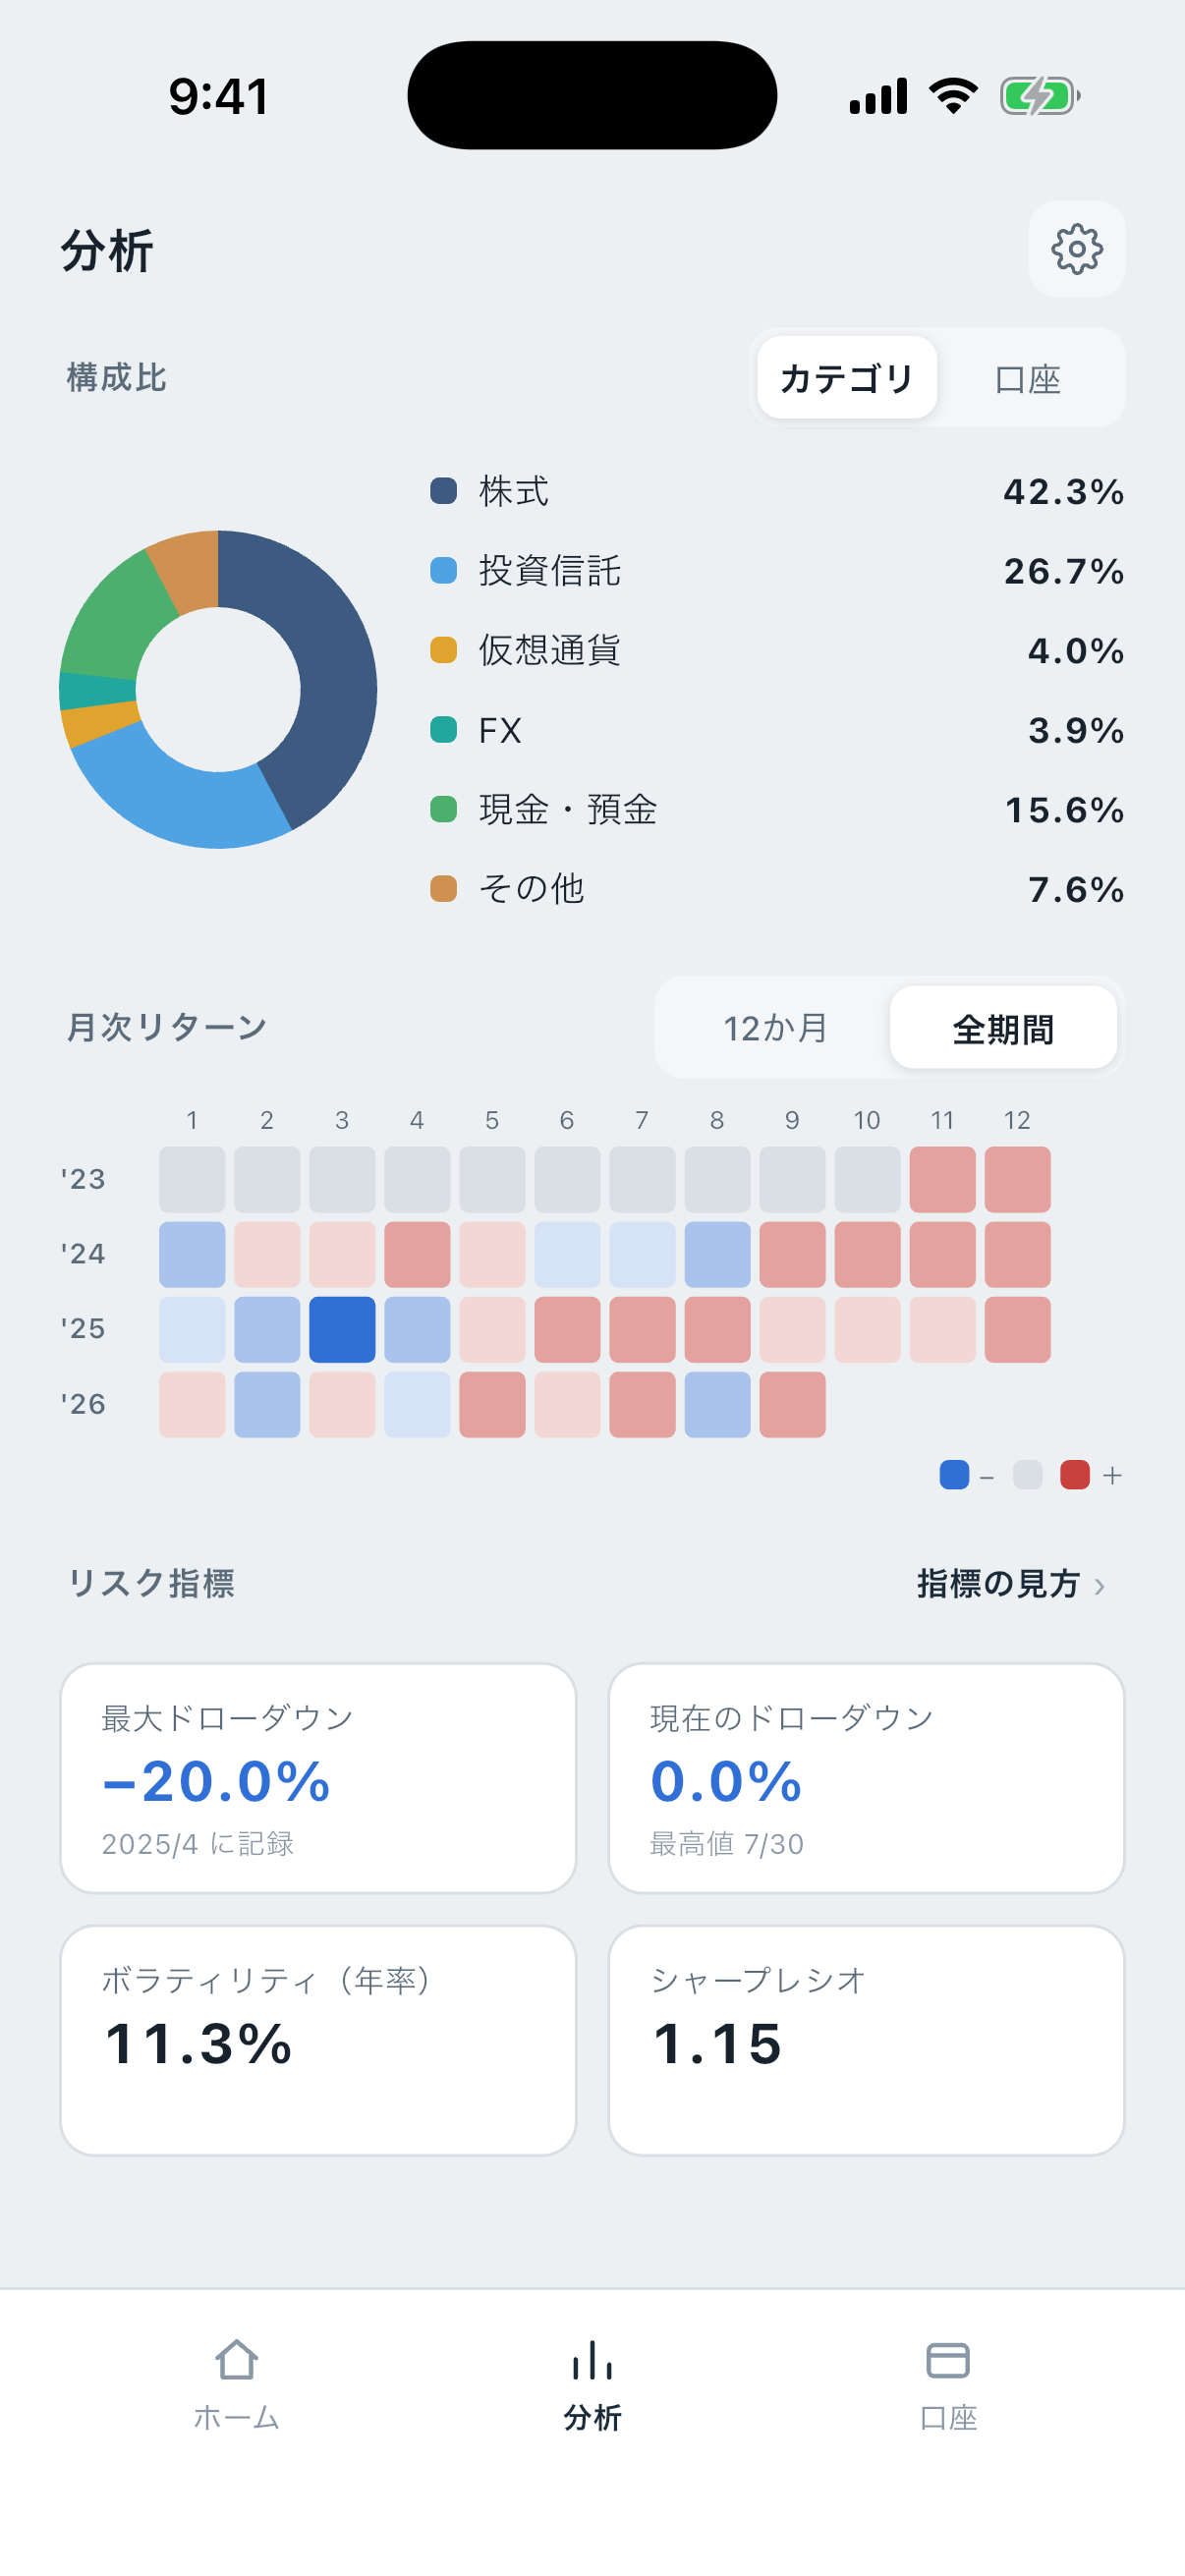 9:41
分析
構成比
カテゴリ 口座
株式 42.3%
投資信託 26.7%
仮想通貨 4.0%
FX 3.9%
現金・預金 15.6%
その他 7.6%
月次リターン
12か月 全期間
1 2 3 4 5 6 7 8 9 10 11 12
'23
'24
'25
'26
− +
リスク指標
指標の見方 ›
最大ドローダウン
−20.0%
2025/4 に記録
現在のドローダウン
0.0%
最高値 7/30
ボラティリティ（年率）
11.3%
シャープレシオ
1.15
ホーム 分析 口座